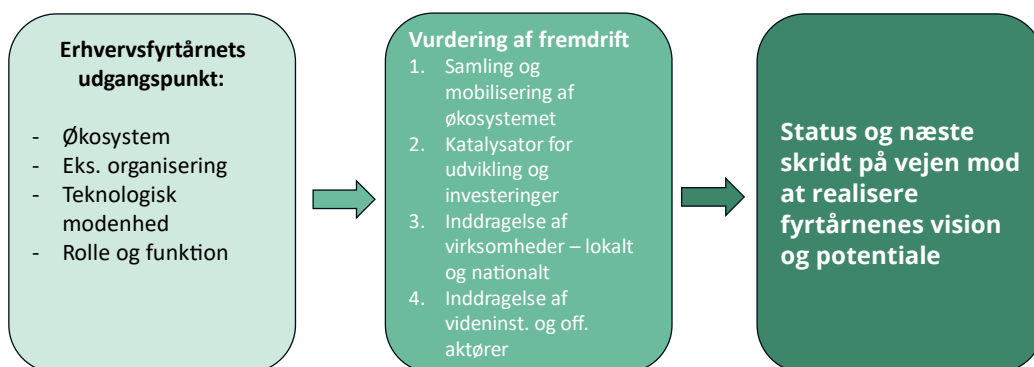 Erhvervsfyrtårnets
udgangspunkt:
- Økosystem
- Eks. organisering
- Teknologisk
modenhed
- Rolle og funktion
Vurdering af fremdrift
1. Samling og
mobilisering af
økosystemet
2. Katalysator for
udvikling og
investeringer
3. Inddragelse af
virksomheder – lokalt
og nationalt
4. Inddragelse af
videninst. og off.
aktører
Status og næste
skridt på vejen mod
at realisere
fyrtårnenes vision
og potentiale